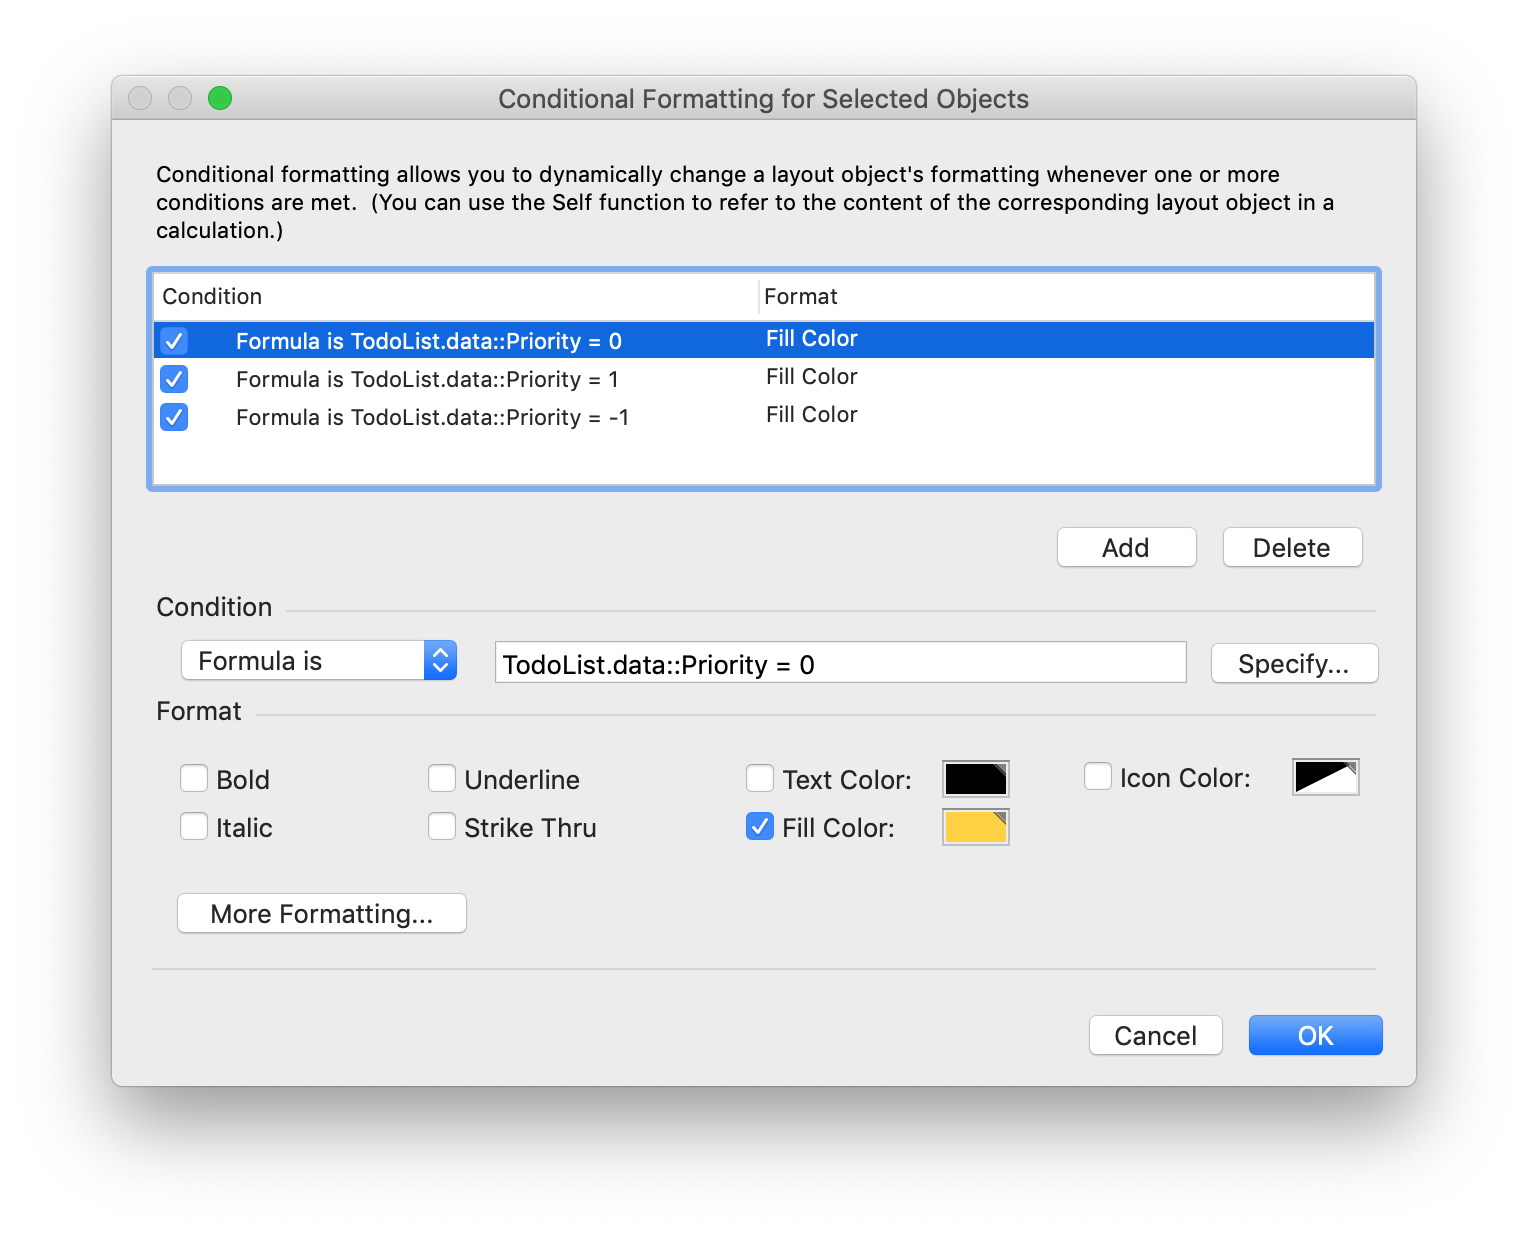 Conditional Formatting for Selected Objects
Conditional formatting allows you to dynamically change a layout object's formatting whenever one or more
conditions are met.  (You can use the Self function to refer to the content of the corresponding layout object in a
calculation.)
Condition Format
Formula is TodoList.data::Priority = 0 Fill Color
Formula is TodoList.data::Priority = 1 Fill Color
Formula is TodoList.data::Priority = -1 Fill Color
Add Delete
Condition
Formula is TodoList.data::Priority = 0 Specify...
Format
Bold Underline Text Color: Icon Color:
Italic Strike Thru Fill Color:
More Formatting...
Cancel OK